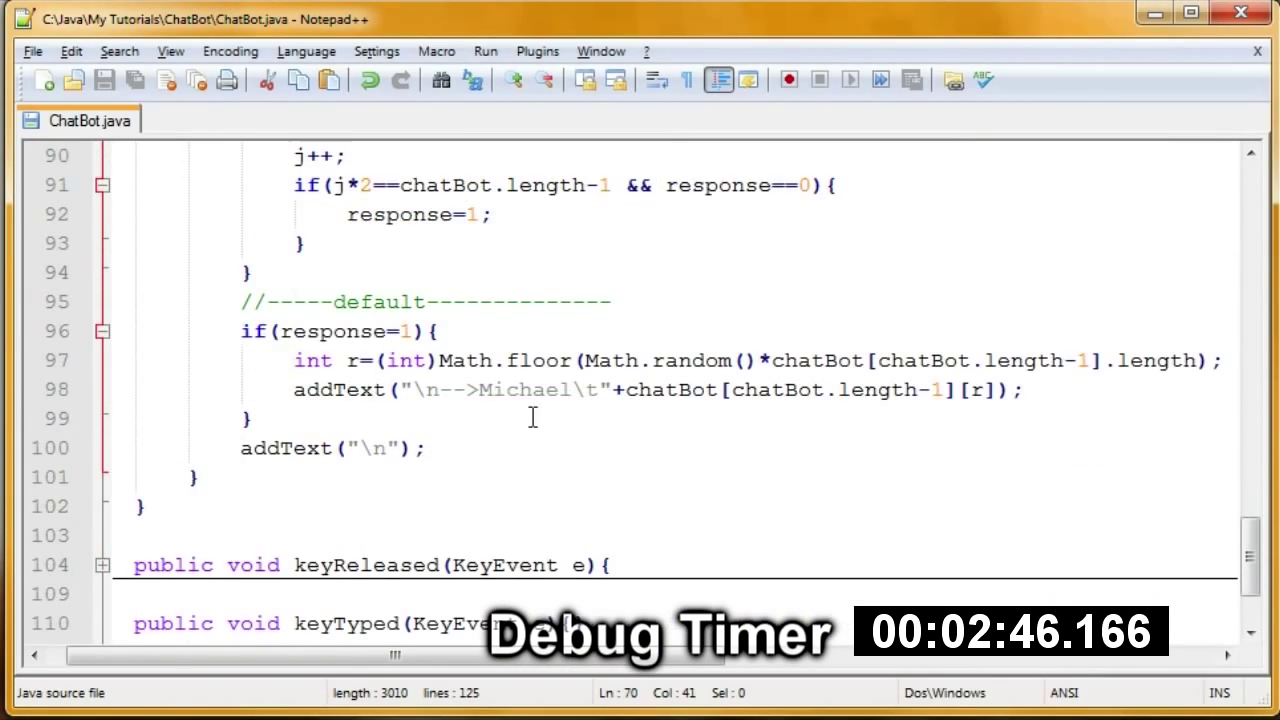 C:\Java\My Tutorials\ChatBot\ChatBot.java - Notepad++
File Edit Search View Encoding Language Settings Macro Run Plugins Window ? X
ChatBot.java
90 j++;
91 if(j*2==chatBot.length-1 && response==0){
92 response=1;
93 }
94 }
95 //-----default--------------
96 if(response=1){
97 int r=(int)Math.floor(Math.random()*chatBot[chatBot.length-1].length);
98 addText("\n-->Michael\t"+chatBot[chatBot.length-1][r]);
99 }
100 addText("\n");
101 }
102 }
103
104 public void keyReleased(KeyEvent e){
109
110 public void keyTyped(KeyEvent e){
Debug Timer 00:02:46.166
Java source file length : 3010 lines : 125 Ln : 70 Col : 41 Sel : 0 Dos\Windows ANSI INS